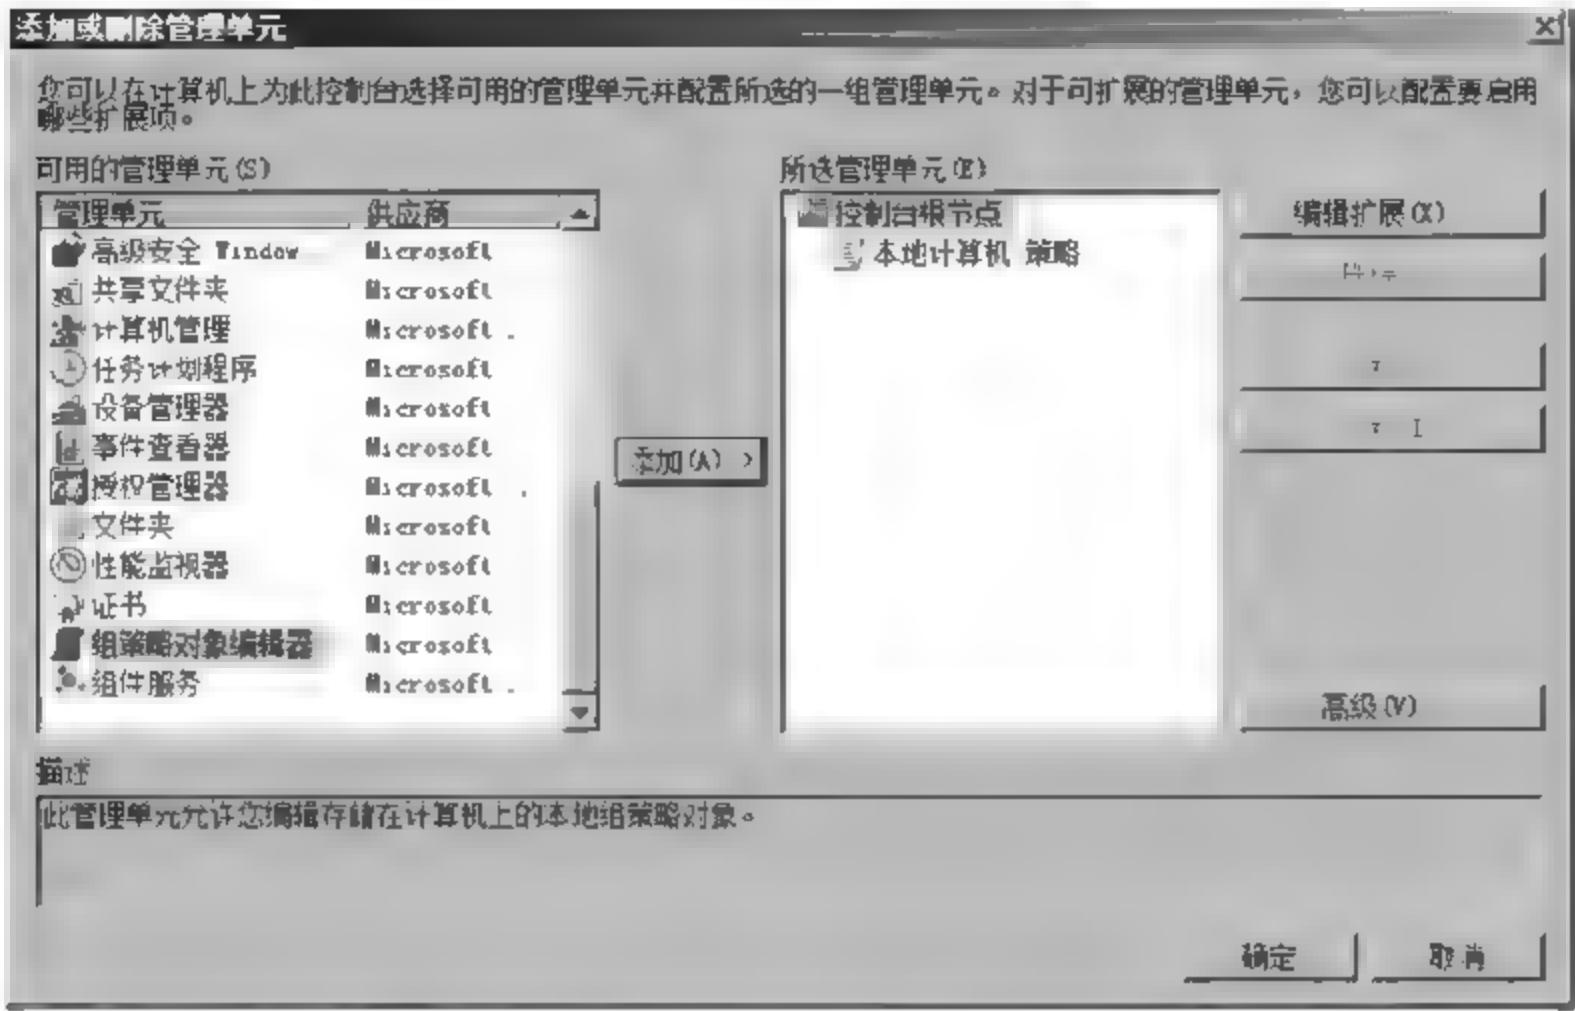 添加或删除管理单元
您可以在计算机上为此控制台选择可用的管理单元并配置所选的一组管理单元。对于可扩展的管理单元，您可以配置要启用
哪些扩展项。
可用的管理单元(S)
所选管理单元(E)
管理单元 供应商
高级安全 Window Microsoft
共享文件夹 Microsoft
计算机管理 Microsoft .
任务计划程序 Microsoft
设备管理器 Microsoft
事件查看器 Microsoft
授权管理器 Microsoft .
文件夹 Microsoft
性能监视器 Microsoft
证书 Microsoft
组策略对象编辑器 Microsoft
组件服务 Microsoft .
添加(A) >
控制台根节点
本地计算机 策略
编辑扩展(X)
高级(V)
描述
此管理单元允许您编辑存储在计算机上的本地组策略对象。
确定
取消